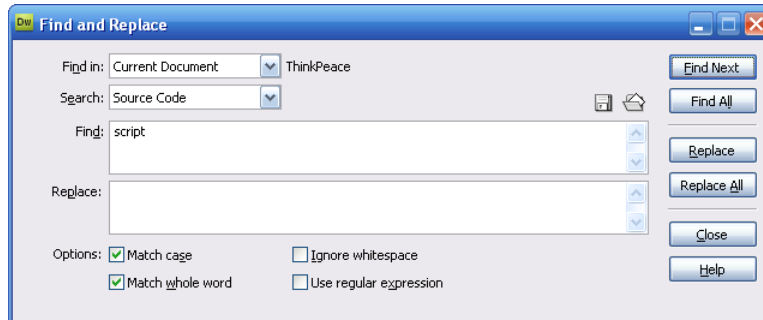 Dw Find and Replace
Find in: Current Document ThinkPeace
Find Next
Search: Source Code
Find All
Find: script
Replace
Replace:
Replace All
Options: Match case Ignore whitespace
Close
Match whole word Use regular expression
Help